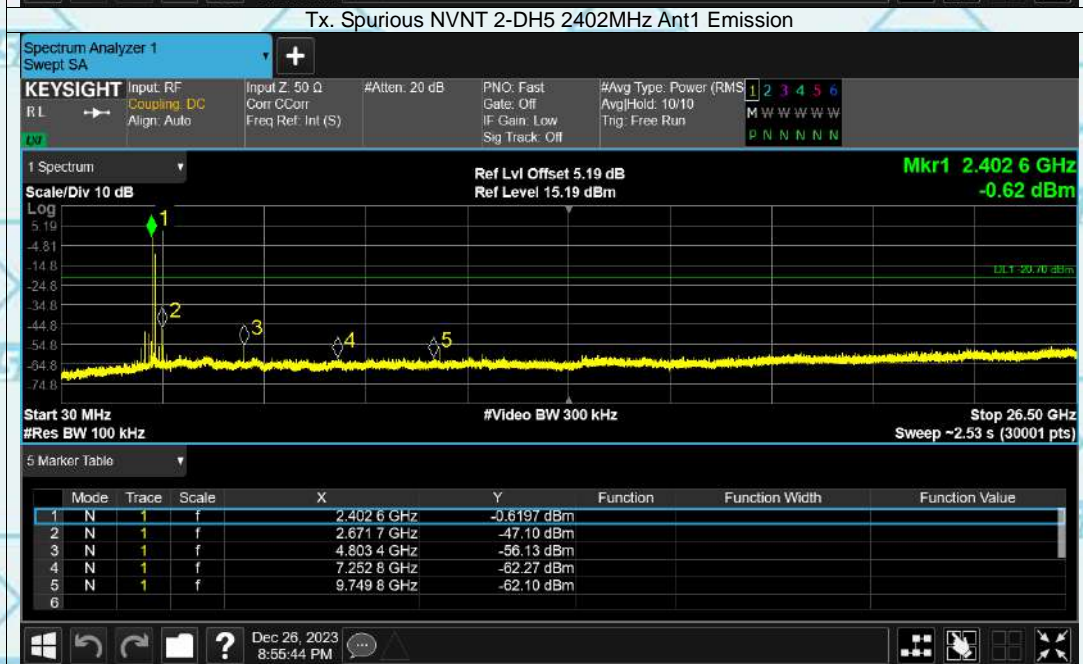 Tx. Spurious NVNT 2-DH5 2402MHz Ant1 Emission
Spectrum Analyzer 1
Swept SA
+
KEYSIGHT Input: RF Input Z: 50 Ω #Atten: 20 dB PNO: Fast #Avg Type: Power (RMS 1 2 3 4 5 6
RL Coupling: DC Corr CCorr Gate: Off Avg|Hold: 10/10 M W W W W W
Align: Auto Freq Ref: Int (S) IF Gain: Low Trig: Free Run
LXI Sig Track: Off P N N N N N
1 Spectrum Ref Lvl Offset 5.19 dB Mkr1 2.402 6 GHz
Scale/Div 10 dB Ref Level 15.19 dBm -0.62 dBm
Log
5.19 1
-4.81
-14.8 DL1 -20.70 dBm
-24.8
-34.8 2
-44.8 3
-54.8 4 5
-64.8
-74.8
Start 30 MHz #Video BW 300 kHz Stop 26.50 GHz
#Res BW 100 kHz Sweep ~2.53 s (30001 pts)
5 Marker Table
Mode Trace Scale X Y Function Function Width Function Value
1 N 1 f 2.402 6 GHz -0.6197 dBm
2 N 1 f 2.671 7 GHz -47.10 dBm
3 N 1 f 4.803 4 GHz -56.13 dBm
4 N 1 f 7.252 8 GHz -62.27 dBm
5 N 1 f 9.749 8 GHz -62.10 dBm
6
? Dec 26, 2023
8:55:44 PM